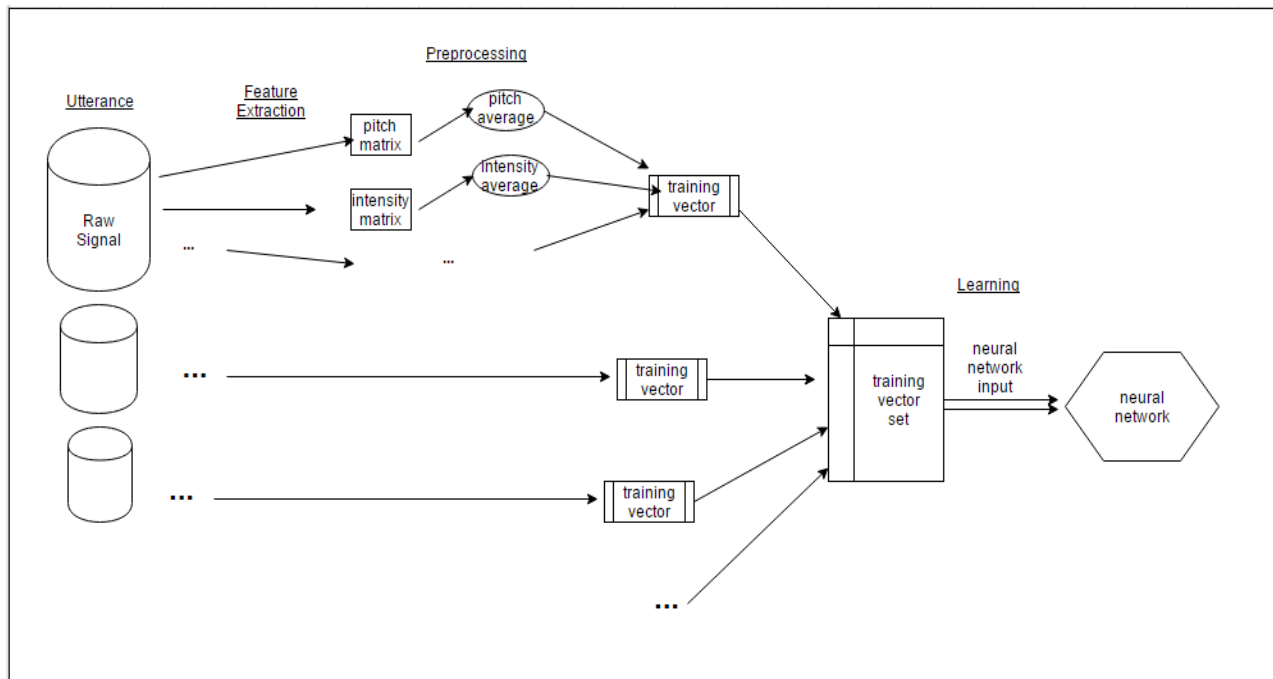 Preprocessing
Utterance
Feature
Extraction
pitch
matrix
pitch
average
intensity
matrix
Intensity
average
training
vector
Raw
Signal
...
...
Learning
...
training
vector
training
vector
set
neural
network
input
neural
network
...
training
vector
...